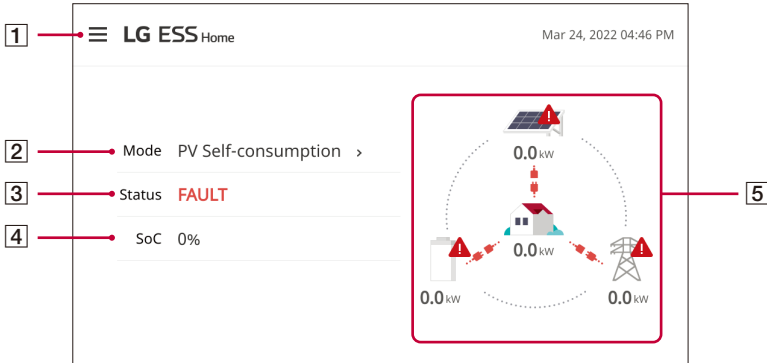 1
LG ESS Home
Mar 24, 2022 04:46 PM
2
Mode PV Self-consumption >
3
Status FAULT
4
SoC 0%
0.0 kW
0.0 kW
0.0 kW
0.0 kW
5